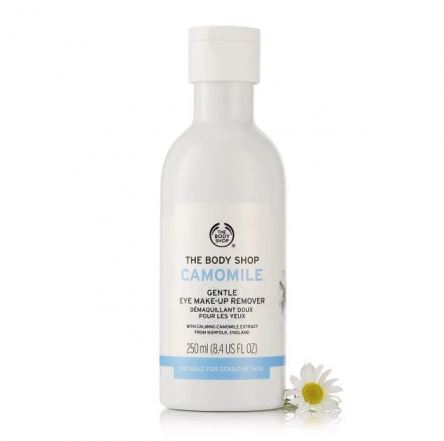 THE
BODY
SHOP
®
THE BODY SHOP
CAMOMILE
GENTLE
EYE MAKE-UP REMOVER
DÉMAQUILLANT DOUX
POUR LES YEUX
WITH CALMING CAMOMILE EXTRACT
FROM NORFOLK, ENGLAND
250 ml (8.4 US FL OZ)
SUITABLE FOR SENSITIVE SKIN